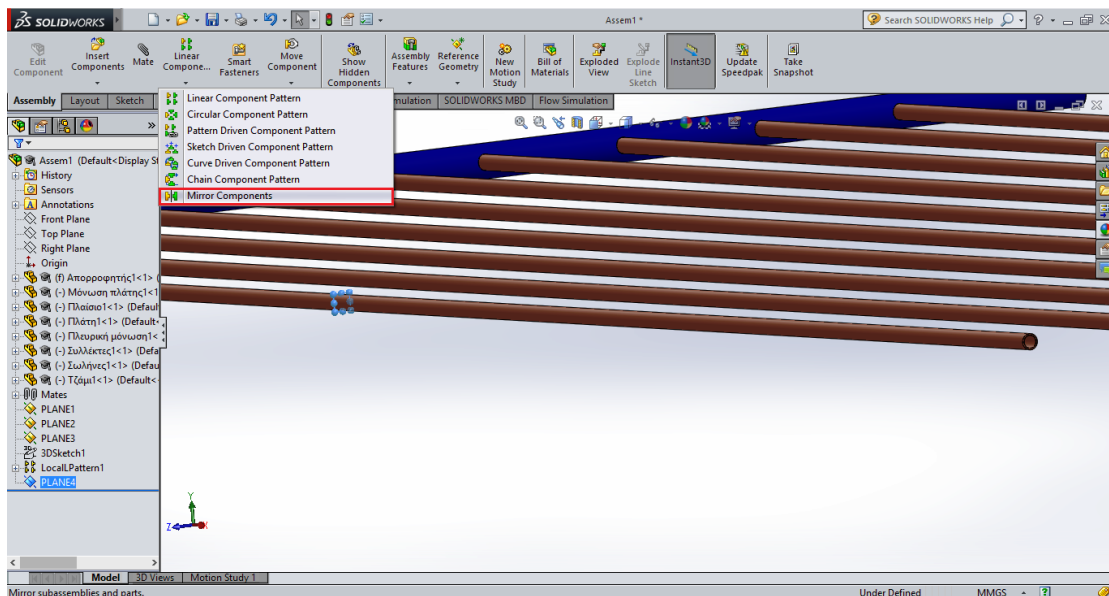 SOLIDWORKS
Assem1 *
Search SOLIDWORKS Help
Edit Component
Insert Components
Mate
Linear Compone...
Smart Fasteners
Move Component
Show Hidden Components
Assembly Features
Reference Geometry
New Motion Study
Bill of Materials
Exploded View
Explode Line Sketch
Instant3D
Update Speedpak
Take Snapshot
Assembly Layout Sketch mulation SOLIDWORKS MBD Flow Simulation
Linear Component Pattern
Circular Component Pattern
Pattern Driven Component Pattern
Sketch Driven Component Pattern
Curve Driven Component Pattern
Chain Component Pattern
Mirror Components
Assem1 (Default<Display St
History
Sensors
Annotations
Front Plane
Top Plane
Right Plane
Origin
(f) Απορροφητής1<1> (
(-) Μόνωση πλάτης1<1
(-) Πλαίσιο1<1> (Defaul
(-) Πλάτη1<1> (Default<
(-) Πλευρική μόνωση1<
(-) Συλλέκτες1<1> (Defa
(-) Σωλήνες1<1> (Defau
(-) Τζάμι1<1> (Default<
Mates
PLANE1
PLANE2
PLANE3
3DSketch1
LocalLPattern1
PLANE4
Y
Z
Model 3D Views Motion Study 1
Mirror subassemblies and parts.
Under Defined MMGS